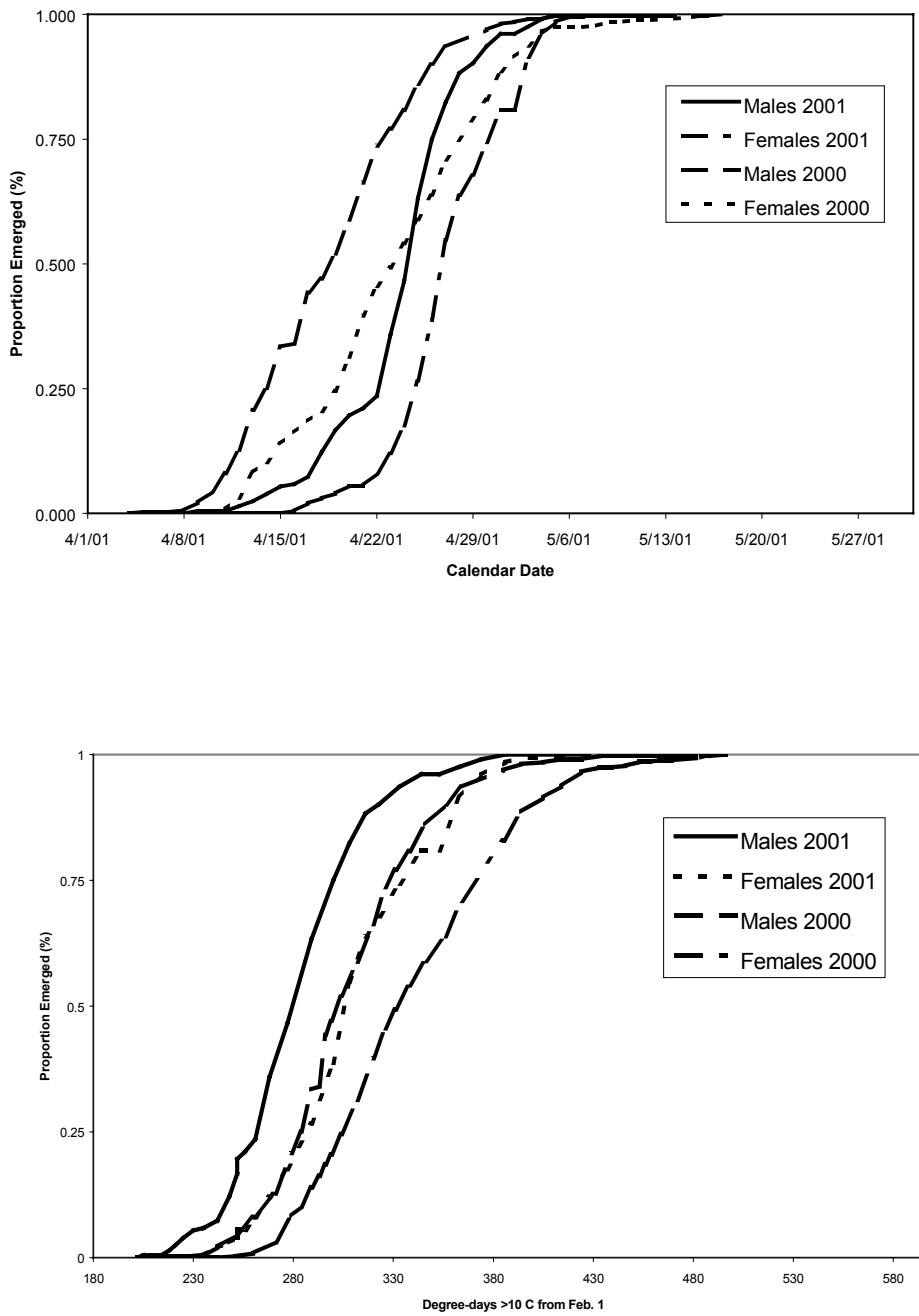 1.000
0.750
0.500
0.250
0.000
Proportion Emerged (%)
Males 2001
Females 2001
Males 2000
Females 2000
4/1/01 4/8/01 4/15/01 4/22/01 4/29/01 5/6/01 5/13/01 5/20/01 5/27/01
Calendar Date
1
0.75
0.5
0.25
0
Proportion Emerged (%)
Males 2001
Females 2001
Males 2000
Females 2000
180 230 280 330 380 430 480 530 580
Degree-days >10 C from Feb. 1